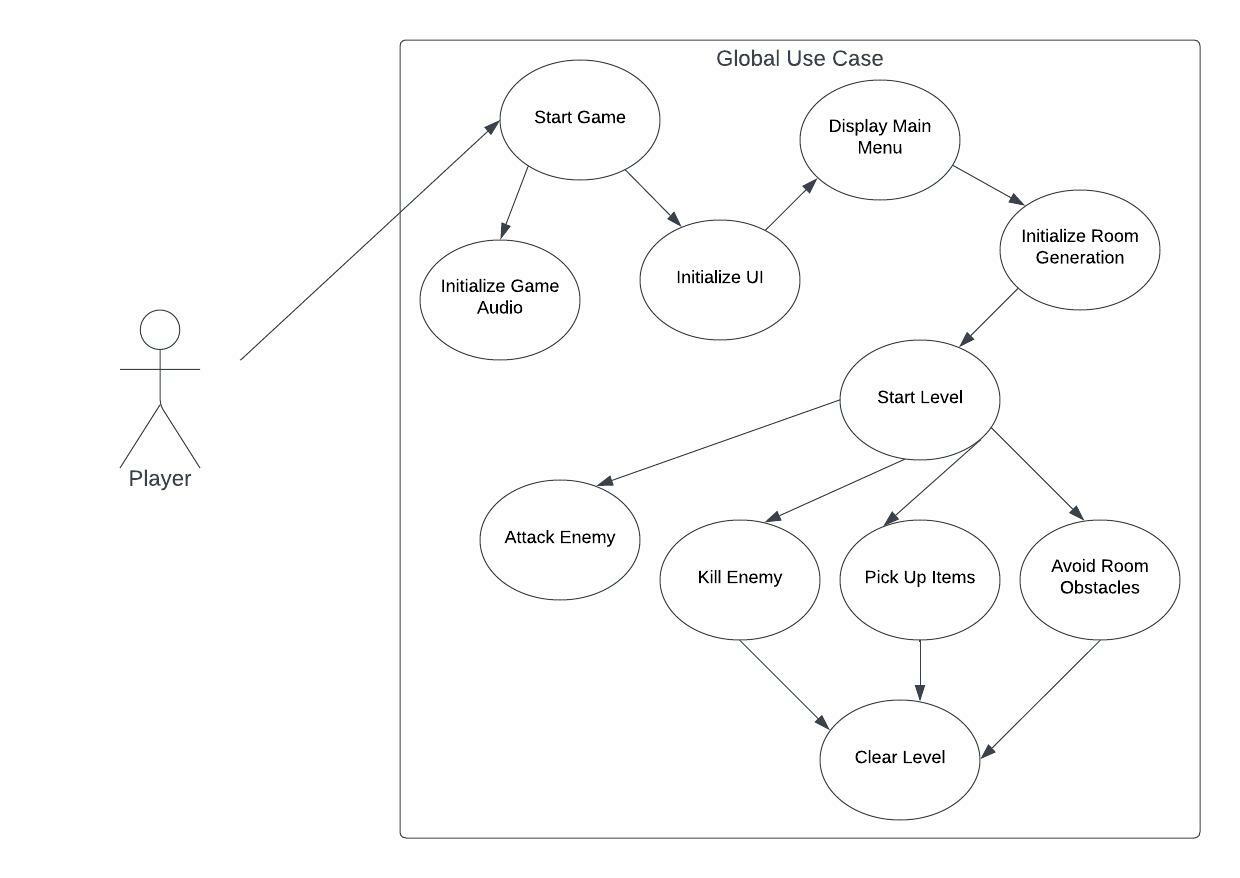 Global Use Case
Start Game
Display Main
Menu
Initialize Room
Generation
Initialize UI
Initialize Game
Audio
Start Level
Player
Attack Enemy
Kill Enemy
Pick Up Items
Avoid Room
Obstacles
Clear Level